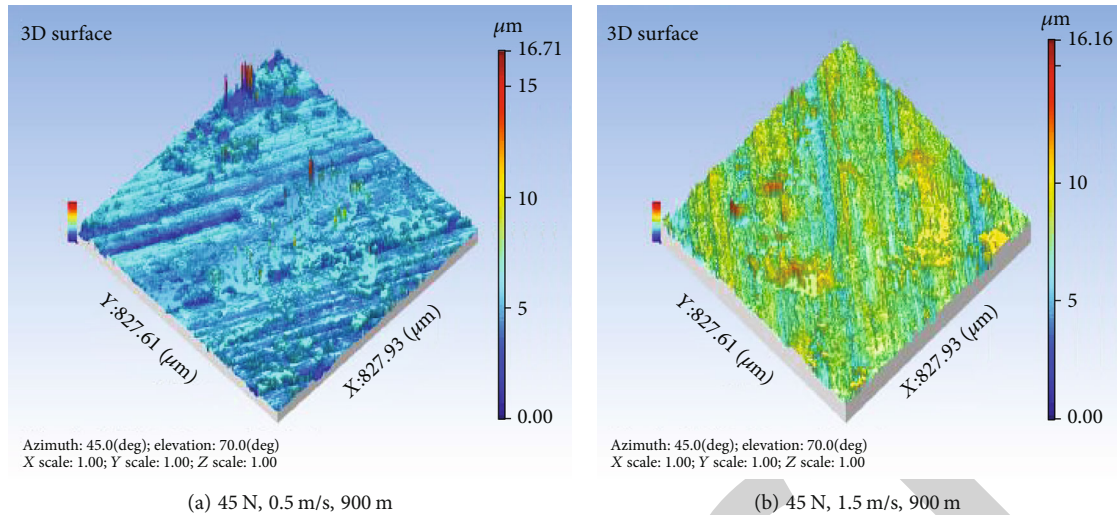 3D surface
μm
16.71
15
10
5
0.00
Y:827.61 (μm)
X:827.93 (μm)
Azimuth: 45.0(deg); elevation: 70.0(deg)
X scale: 1.00; Y scale: 1.00; Z scale: 1.00
(a) 45 N, 0.5 m/s, 900 m
3D surface
μm
16.16
10
5
0.00
Y:827.61 (μm)
X:827.93 (μm)
Azimuth: 45.0(deg); elevation: 70.0(deg)
X scale: 1.00; Y scale: 1.00; Z scale: 1.00
(b) 45 N, 1.5 m/s, 900 m